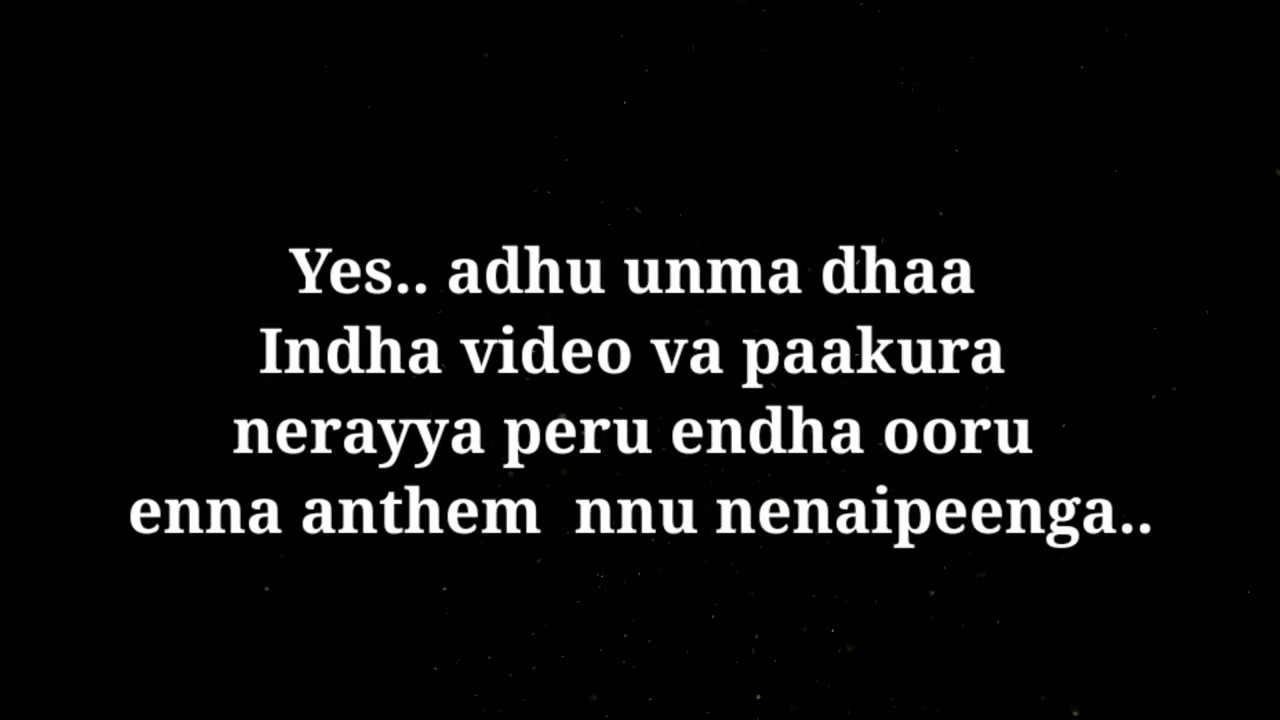 Yes.. adhu unma dhaa
Indha video va paakura
nerayya peru endha ooru
enna anthem  nnu nenaipeenga..